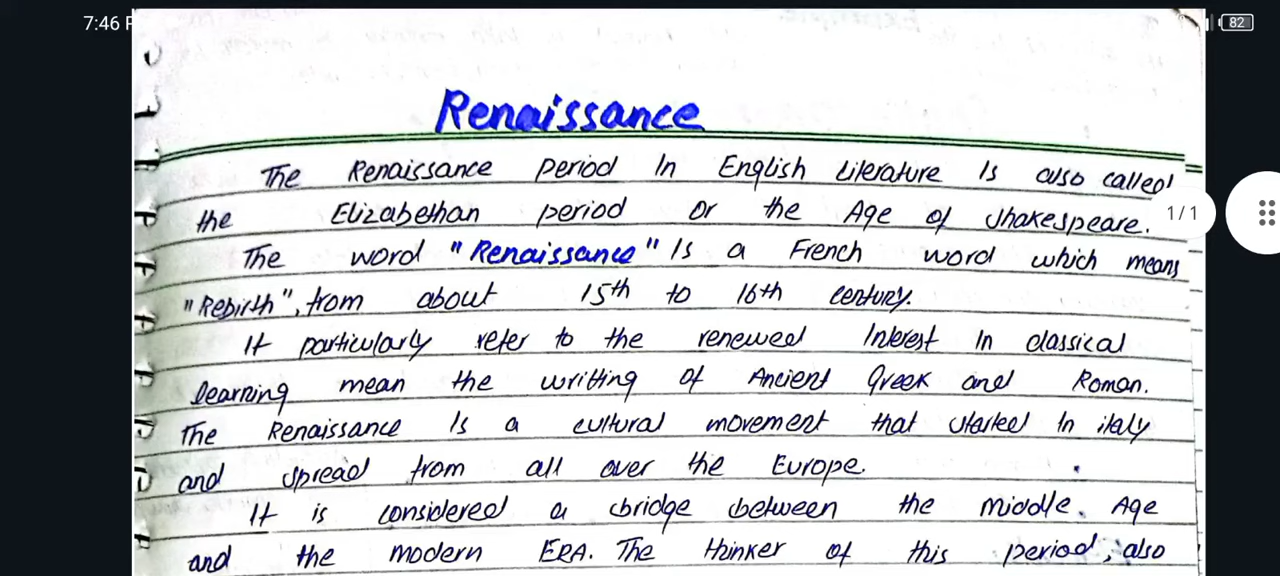 7:46 P
82
Renaissance
The Renaissance period In English Literature Is also called
the Elizabethan period or the Age of Shakespeare.
1/1
The word "Renaissance" Is a French word which means
"Rebirth", from about 15th to 16th century.
It particularly refer to the renewed Interest In classical
learning mean the writting of Ancient Greek and Roman.
The Renaissance Is a cultural movement that started In italy
and spread from all over the Europe.
It is considered a bridge between the middle Age
and the modern ERA. The thinker of this period, also